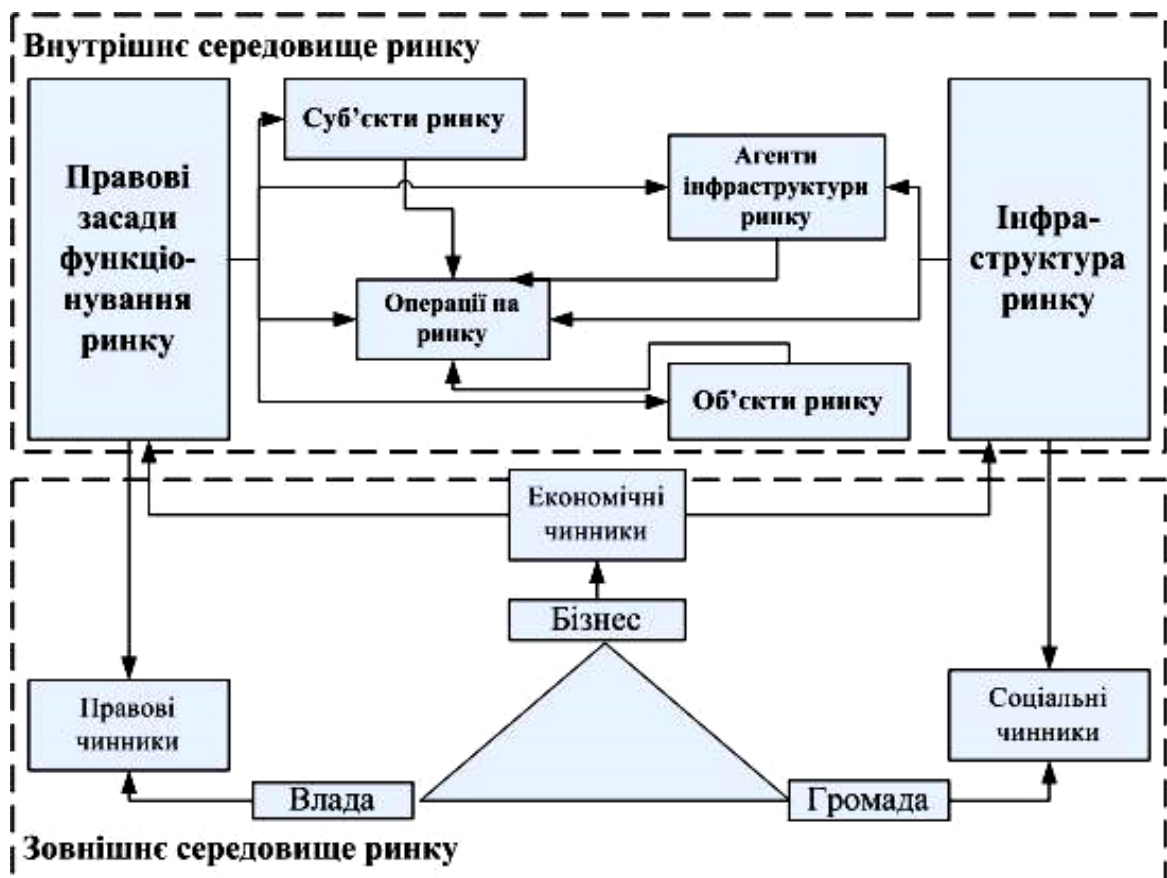 Внутрішнє середовище ринку
Правові
засади
функціо-
нування
ринку
Суб’єкти ринку
Агенти
інфраструктури
ринку
Операції на
ринку
Об’єкти ринку
Інфра-
структура
ринку
Економічні
чинники
Бізнес
Правові
чинники
Соціальні
чинники
Влада
Громада
Зовнішнє середовище ринку